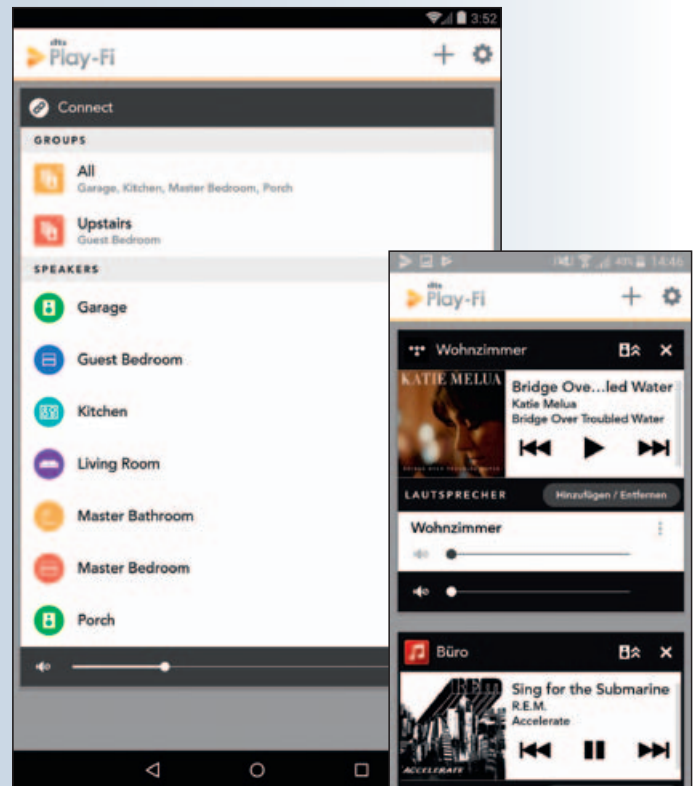 3:52
dts
Play-Fi
Connect
GROUPS
All
Garage, Kitchen, Master Bedroom, Porch
Upstairs
Guest Bedroom
SPEAKERS
Garage
Guest Bedroom
Kitchen
Living Room
Master Bathroom
Master Bedroom
Porch
14:46
dts
Play-Fi
Wohnzimmer
KATIE MELUA
Bridge Ove...led Water
Katie Melua
Bridge Over Troubled Water
LAUTSPRECHER
Hinzufügen / Entfernen
Wohnzimmer
Büro
R.E.M.
ACCELERATE
Sing for the Submarine
R.E.M.
Accelerate